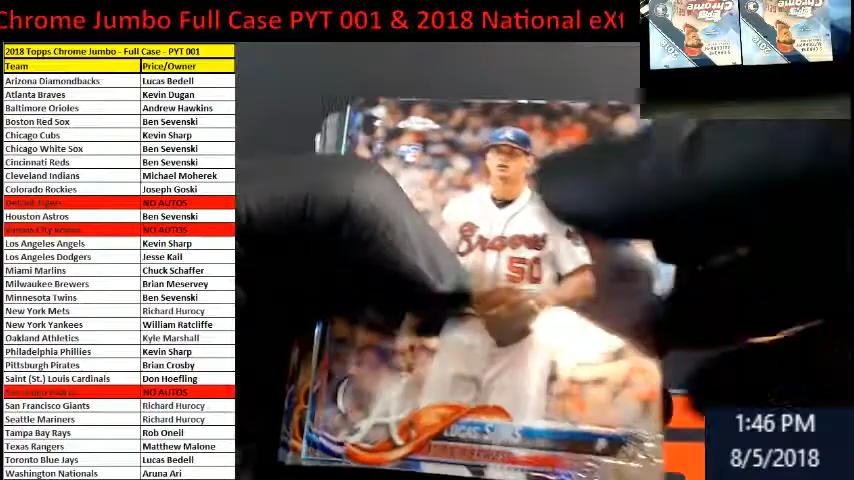 Chrome Jumbo Full Case PYT 001 & 2018 National eXt
2018 Topps Chrome Jumbo - Full Case - PYT 001
Team Price/Owner
Arizona Diamondbacks Lucas Bedell
Atlanta Braves Kevin Dugan
Baltimore Orioles Andrew Hawkins
Boston Red Sox Ben Sevenski
Chicago Cubs Kevin Sharp
Chicago White Sox Ben Sevenski
Cincinnati Reds Ben Sevenski
Cleveland Indians Michael Moherek
Colorado Rockies Joseph Goski
Detroit Tigers NO AUTOS
Houston Astros Ben Sevenski
Kansas City Royals NO AUTOS
Los Angeles Angels Kevin Sharp
Los Angeles Dodgers Jesse Kail
Miami Marlins Chuck Schaffer
Milwaukee Brewers Brian Meservey
Minnesota Twins Ben Sevenski
New York Mets Richard Hurocy
New York Yankees William Ratcliffe
Oakland Athletics Kyle Marshall
Philadelphia Phillies Kevin Sharp
Pittsburgh Pirates Brian Crosby
Saint (St.) Louis Cardinals Don Hoefling
San Diego Padres NO AUTOS
San Francisco Giants Richard Hurocy
Seattle Mariners Richard Hurocy
Tampa Bay Rays Rob Oneil
Texas Rangers Matthew Malone
Toronto Blue Jays Lucas Bedell
Washington Nationals Aruna Ari
Braves
50
LUCAS
1:46 PM
8/5/2018